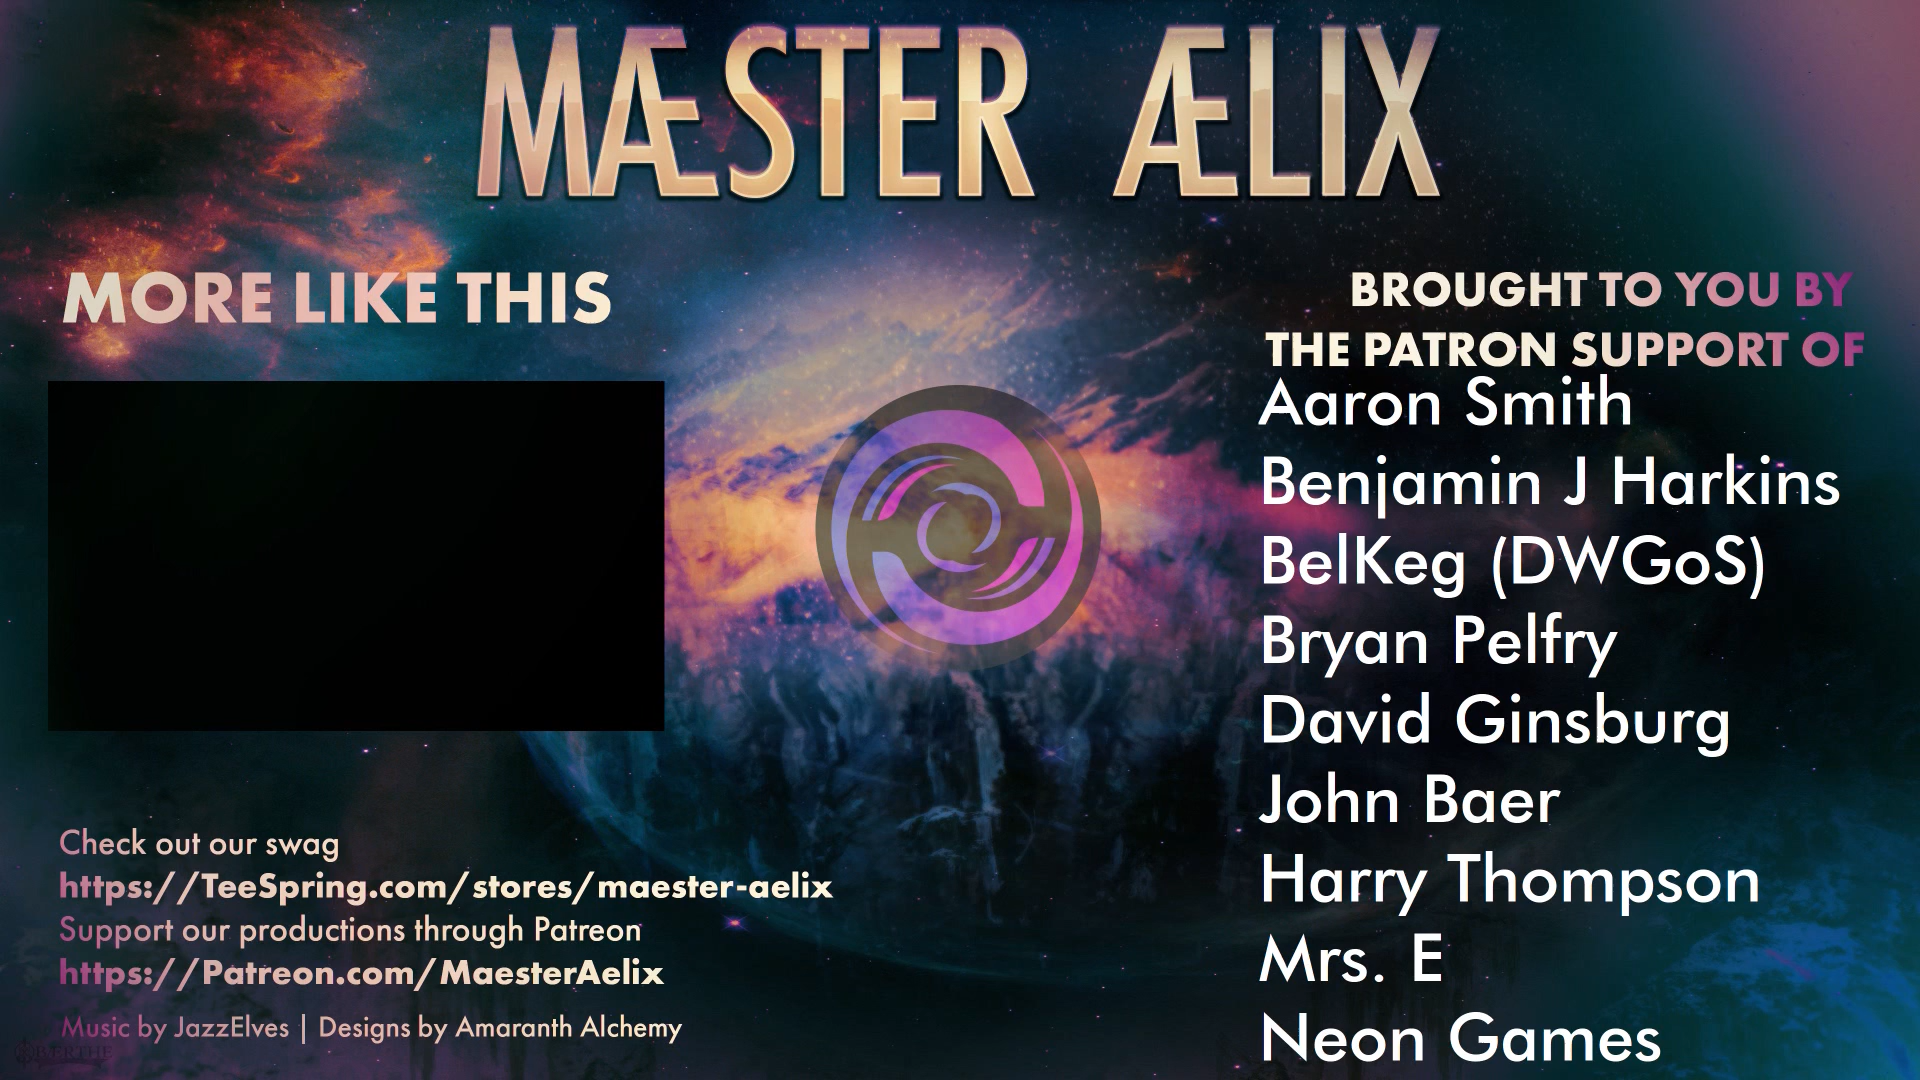 MÆSTER ÆLIX
MORE LIKE THIS
BROUGHT TO YOU BY
THE PATRON SUPPORT OF
Aaron Smith
Benjamin J Harkins
BelKeg (DWGoS)
Bryan Pelfry
David Ginsburg
John Baer
Harry Thompson
Mrs. E
Neon Games
Check out our swag
https://TeeSpring.com/stores/maester-aelix
Support our productions through Patreon
https://Patreon.com/MaesterAelix
Music by JazzElves | Designs by Amaranth Alchemy